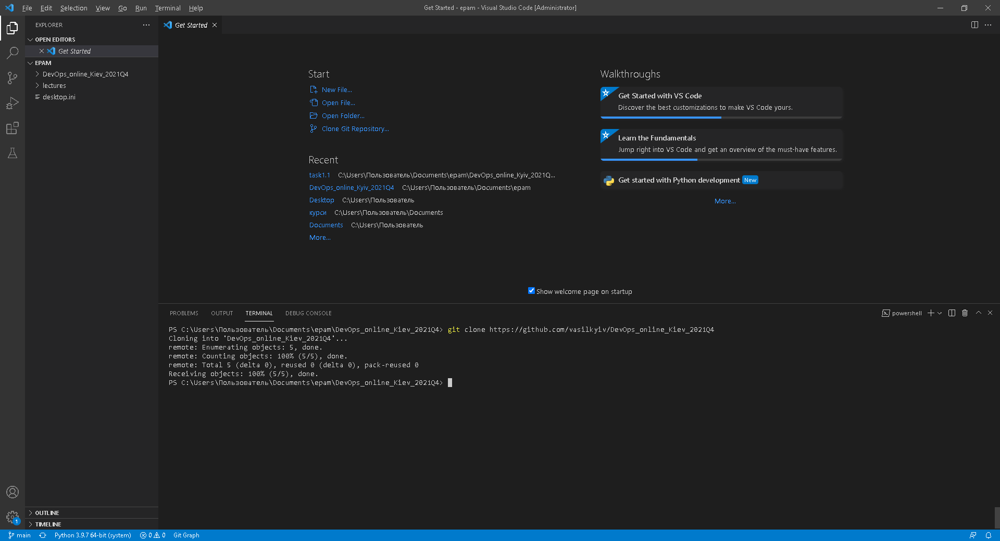 File Edit Selection View Go Run Terminal Help
Get Started - epam - Visual Studio Code [Administrator]
EXPLORER
OPEN EDITORS
Get Started
EPAM
DevOps_online_Kiev_2021Q4
lectures
desktop.ini
OUTLINE
TIMELINE
1
Get Started
Start
New File...
Open File...
Open Folder...
Clone Git Repository...
Recent
task1.1 C:\Users\Пользователь\Documents\epam\DevOps_online_Kyiv_2021Q...
DevOps_online_Kyiv_2021Q4 C:\Users\Пользователь\Documents\epam
Desktop C:\Users\Пользователь
курси C:\Users\Пользователь\Documents
Documents C:\Users\Пользователь
More...
Walkthroughs
Get Started with VS Code
Discover the best customizations to make VS Code yours.
Learn the Fundamentals
Jump right into VS Code and get an overview of the must-have features.
Get started with Python development New
More...
Show welcome page on startup
PROBLEMS OUTPUT TERMINAL DEBUG CONSOLE
powershell
PS C:\Users\Пользователь\Documents\epam\DevOps_online_Kiev_2021Q4> git clone https://github.com/vasilkyiv/DevOps_online_Kiev_2021Q4
Cloning into 'DevOps_online_Kiev_2021Q4'...
remote: Enumerating objects: 5, done.
remote: Counting objects: 100% (5/5), done.
remote: Total 5 (delta 0), reused 0 (delta 0), pack-reused 0
Receiving objects: 100% (5/5), done.
PS C:\Users\Пользователь\Documents\epam\DevOps_online_Kiev_2021Q4>
main Python 3.9.7 64-bit (system) 0 0 Git Graph